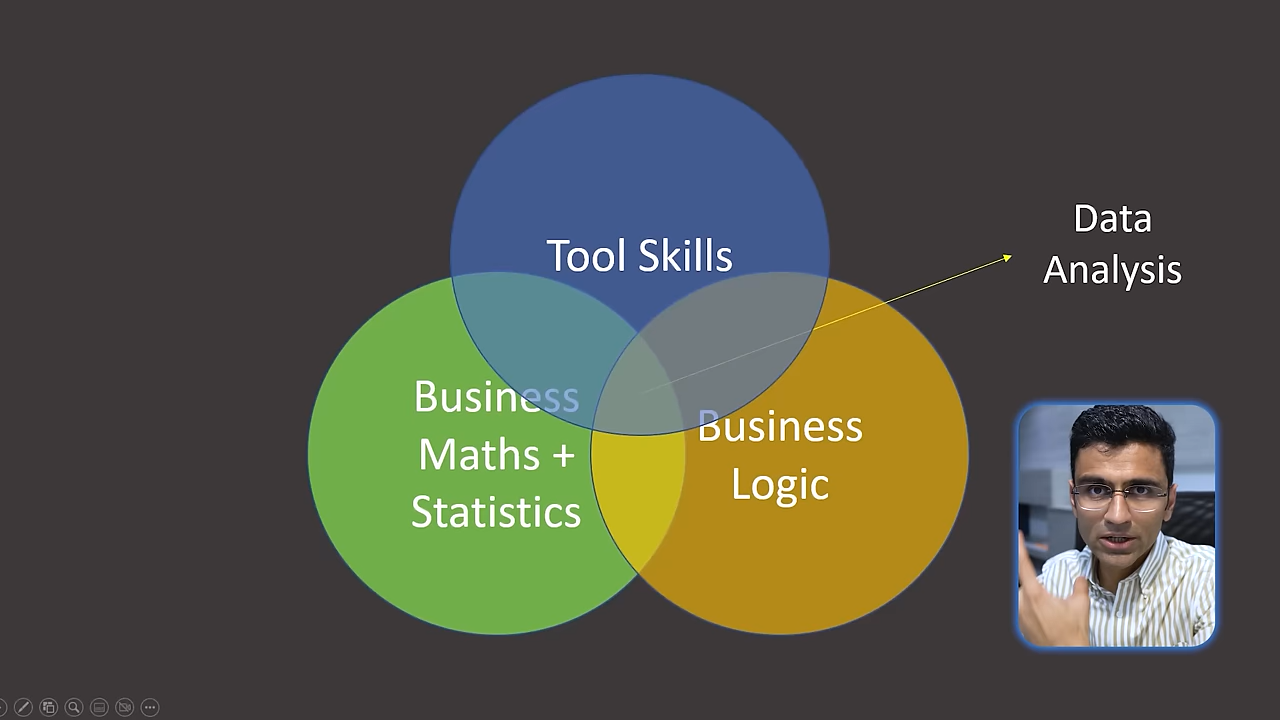 Tool Skills
Data
Analysis
Business
Maths +
Statistics
Business
Logic